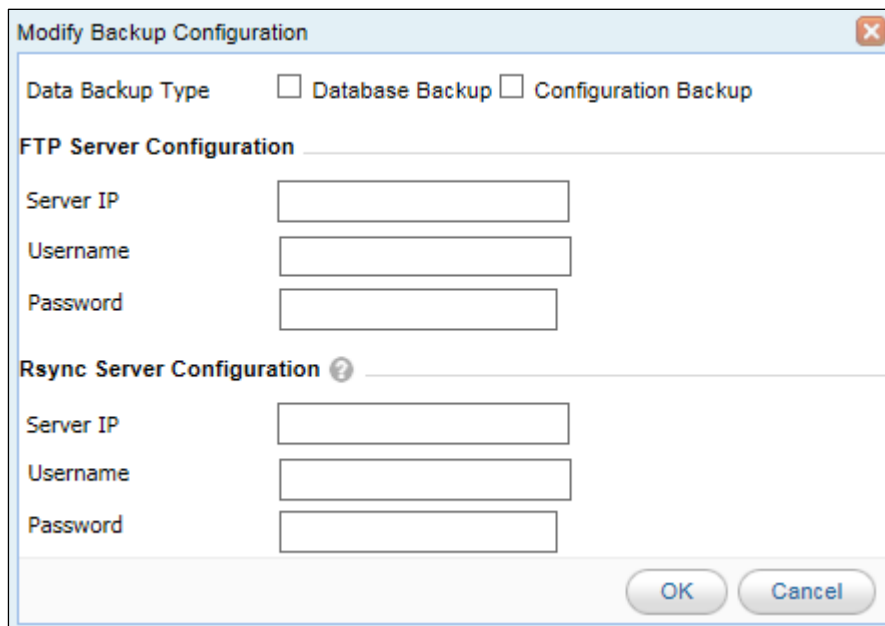 Modify Backup Configuration
Data Backup Type Database Backup Configuration Backup
FTP Server Configuration
Server IP
Username
Password
Rsync Server Configuration ?
Server IP
Username
Password
OK Cancel